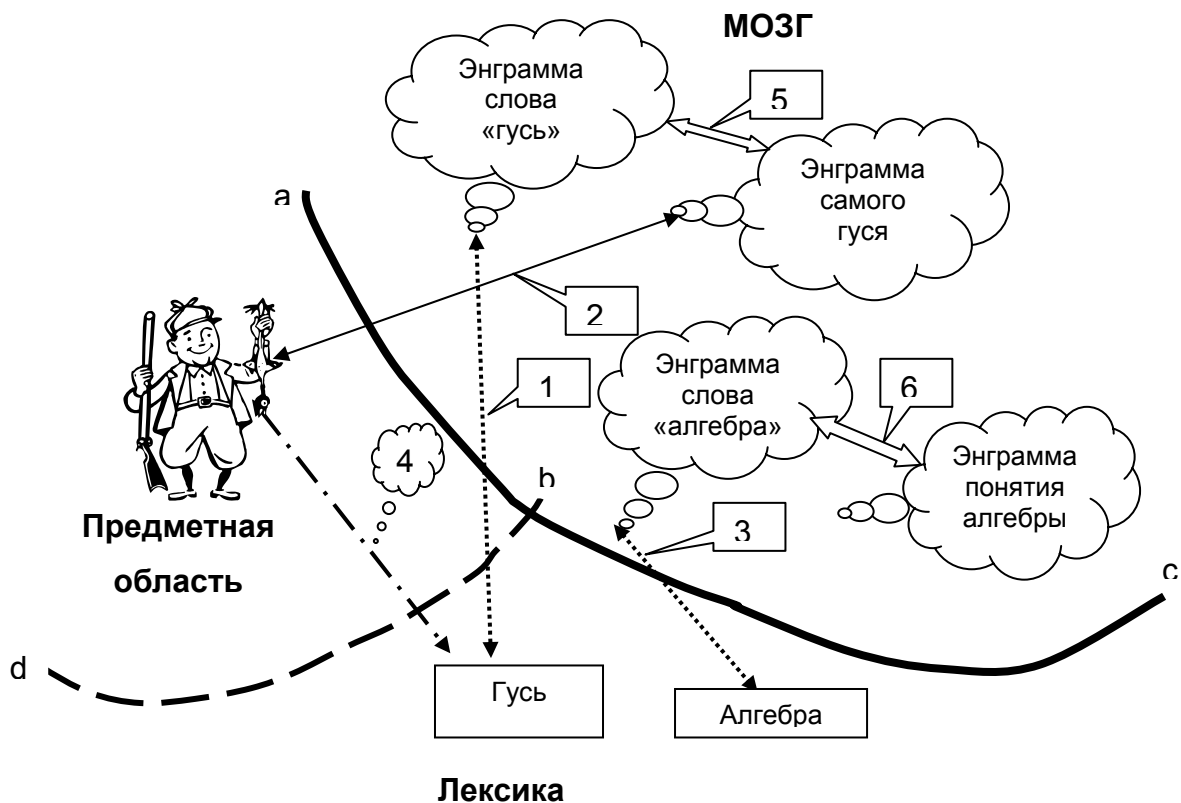 МОЗГ
Энграмма
слова
«гусь»
5
Энграмма
самого
гуся
a
2
1
Энграмма
слова
«алгебра»
6
Энграмма
понятия
алгебры
4
b
3
Предметная
область
c
d
Гусь
Алгебра
Лексика